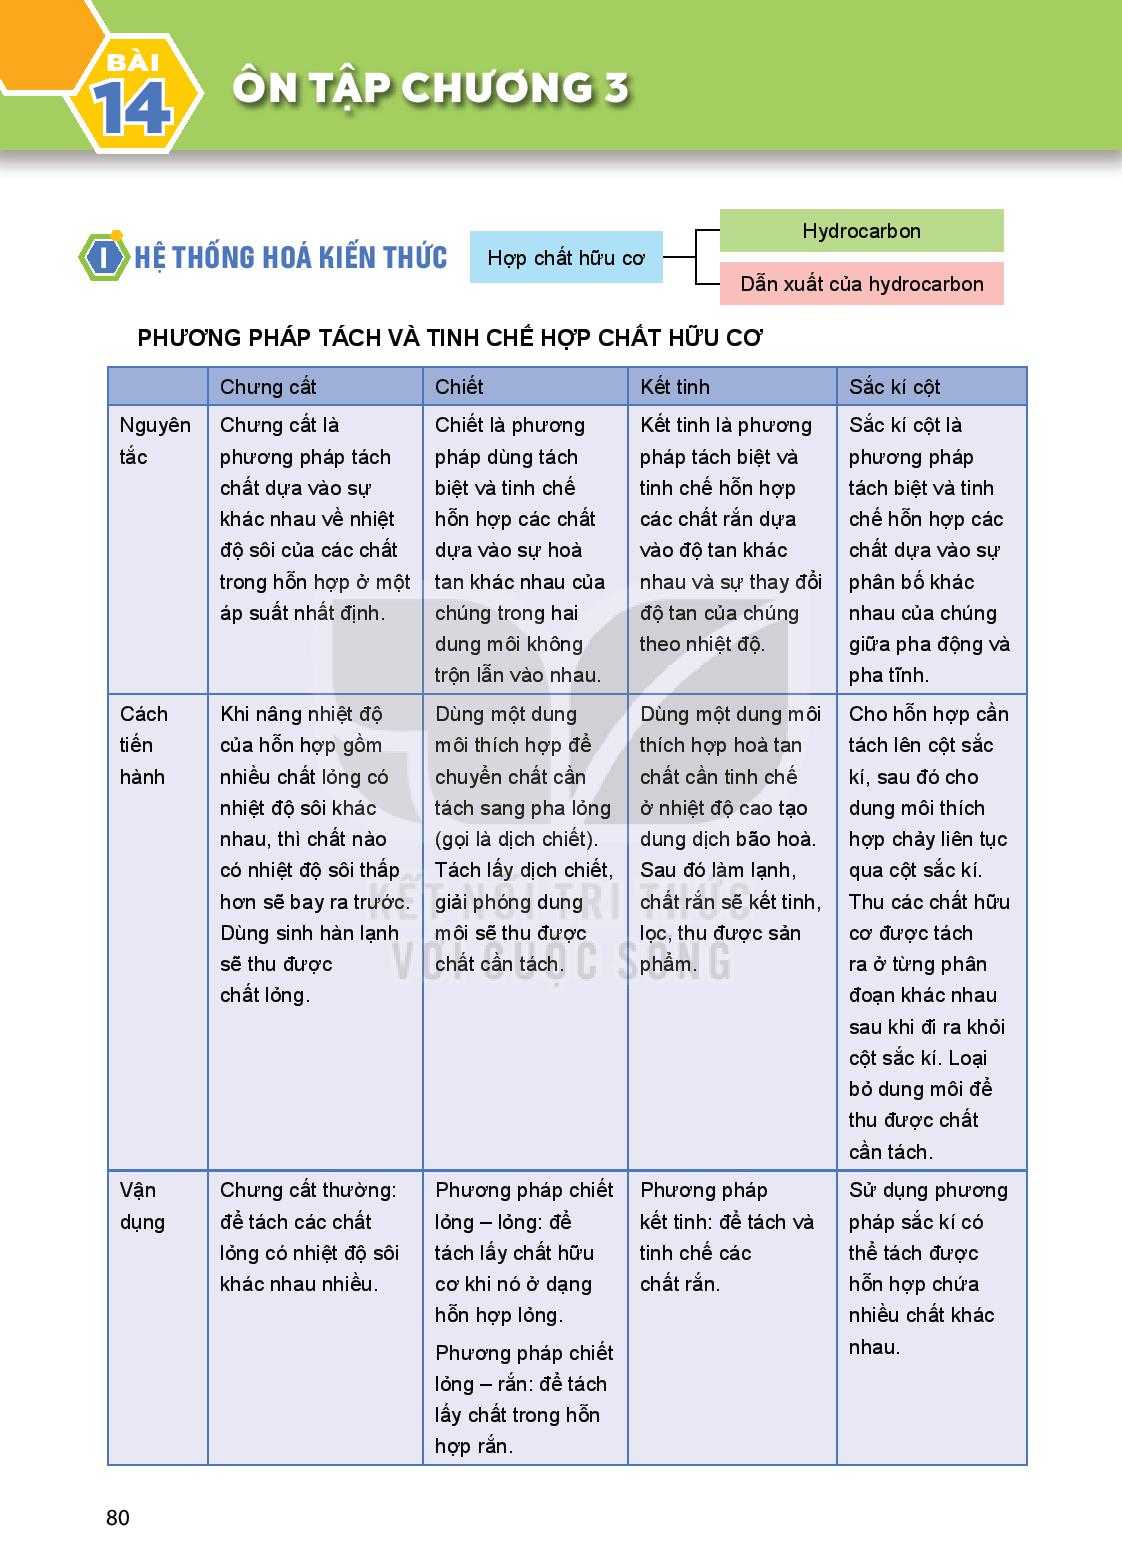 BÀI
14
ÔN TẬP CHƯƠNG 3
I HỆ THỐNG HOÁ KIẾN THỨC
Hợp chất hữu cơ
Hydrocarbon
Dẫn xuất của hydrocarbon
PHƯƠNG PHÁP TÁCH VÀ TINH CHẾ HỢP CHẤT HỮU CƠ
Chưng cất
Chiết
Kết tinh
Sắc kí cột
Nguyên
tắc
Chưng cất là
phương pháp tách
chất dựa vào sự
khác nhau về nhiệt
độ sôi của các chất
trong hỗn hợp ở một
áp suất nhất định.
Chiết là phương
pháp dùng tách
biệt và tinh chế
hỗn hợp các chất
dựa vào sự hoà
tan khác nhau của
chúng trong hai
dung môi không
trộn lẫn vào nhau.
Kết tinh là phương
pháp tách biệt và
tinh chế hỗn hợp
các chất rắn dựa
vào độ tan khác
nhau và sự thay đổi
độ tan của chúng
theo nhiệt độ.
Sắc kí cột là
phương pháp
tách biệt và tinh
chế hỗn hợp các
chất dựa vào sự
phân bố khác
nhau của chúng
giữa pha động và
pha tĩnh.
Cách
tiến
hành
Khi nâng nhiệt độ
của hỗn hợp gồm
nhiều chất lỏng có
nhiệt độ sôi khác
nhau, thì chất nào
có nhiệt độ sôi thấp
hơn sẽ bay ra trước.
Dùng sinh hàn lạnh
sẽ thu được
chất lỏng.
Dùng một dung
môi thích hợp để
chuyển chất cần
tách sang pha lỏng
(gọi là dịch chiết).
Tách lấy dịch chiết,
giải phóng dung
môi sẽ thu được
chất cần tách.
Dùng một dung môi
thích hợp hoà tan
chất cần tinh chế
ở nhiệt độ cao tạo
dung dịch bão hoà.
Sau đó làm lạnh,
chất rắn sẽ kết tinh,
lọc, thu được sản
phẩm.
Cho hỗn hợp cần
tách lên cột sắc
kí, sau đó cho
dung môi thích
hợp chảy liên tục
qua cột sắc kí.
Thu các chất hữu
cơ được tách
ra ở từng phân
đoạn khác nhau
sau khi đi ra khỏi
cột sắc kí. Loại
bỏ dung môi để
thu được chất
cần tách.
Vận
dụng
Chưng cất thường:
để tách các chất
lỏng có nhiệt độ sôi
khác nhau nhiều.
Phương pháp chiết
lỏng – lỏng: để
tách lấy chất hữu
cơ khi nó ở dạng
hỗn hợp lỏng.
Phương pháp chiết
lỏng – rắn: để tách
lấy chất trong hỗn
hợp rắn.
Phương pháp
kết tinh: để tách và
tinh chế các
chất rắn.
Sử dụng phương
pháp sắc kí có
thể tách được
hỗn hợp chứa
nhiều chất khác
nhau.
KẾT NỐI TRI THỨC
VỚI CUỘC SỐNG
80